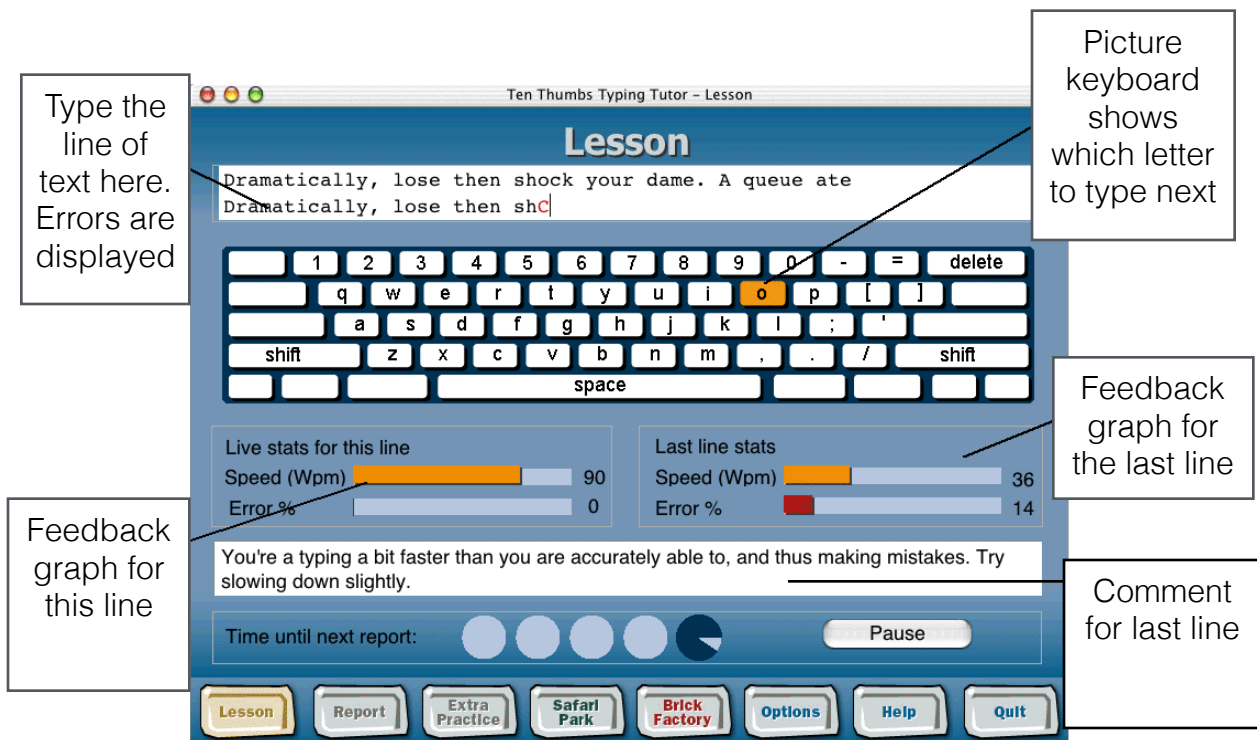 Picture
keyboard
shows
which letter
to type next
Type the
line of
text here.
Errors are
displayed
Ten Thumbs Typing Tutor – Lesson
Lesson
Dramatically, lose then shock your dame. A queue ate
Dramatically, lose then shC
1 2 3 4 5 6 7 8 9 0 - = delete
q w e r t y u i o p [ ]
a s d f g h j k l ; '
shift z x c v b n m , . / shift
space
Feedback
graph for
the last line
Live stats for this line
Speed (Wpm) 90
Error % 0
Last line stats
Speed (Wpm) 36
Error % 14
Feedback
graph for
this line
You're a typing a bit faster than you are accurately able to, and thus making mistakes. Try
slowing down slightly.
Comment
for last line
Time until next report:
Pause
Lesson
Report
Extra
Practice
Safari
Park
Brick
Factory
Options
Help
Quit